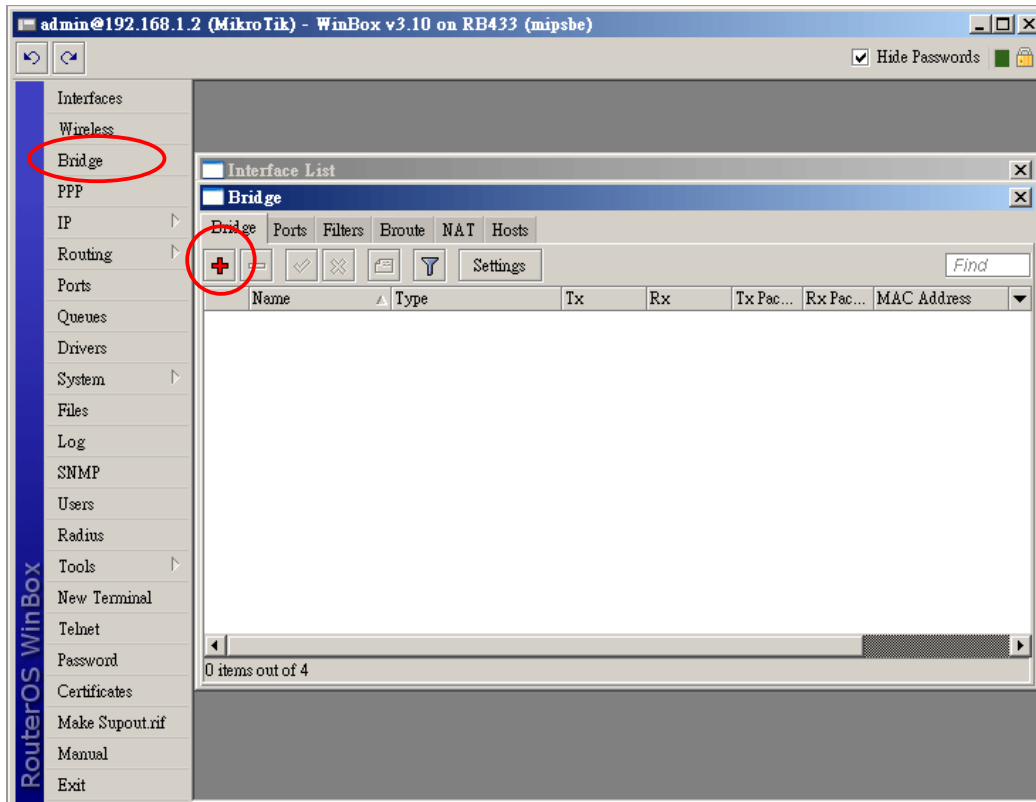 admin@192.168.1.2 (MikroTik) - WinBox v3.10 on RB433 (mipsbe)
Hide Passwords
Interfaces
Wireless
Bridge
PPP
IP
Routing
Ports
Queues
Drivers
System
Files
Log
SNMP
Users
Radius
Tools
New Terminal
Telnet
Password
Certificates
Make Supout.rif
Manual
Exit
RouterOS WinBox
Interface List
Bridge
Bridge Ports Filters Broute NAT Hosts
Settings Find
Name Type Tx Rx Tx Pac... Rx Pac... MAC Address
0 items out of 4